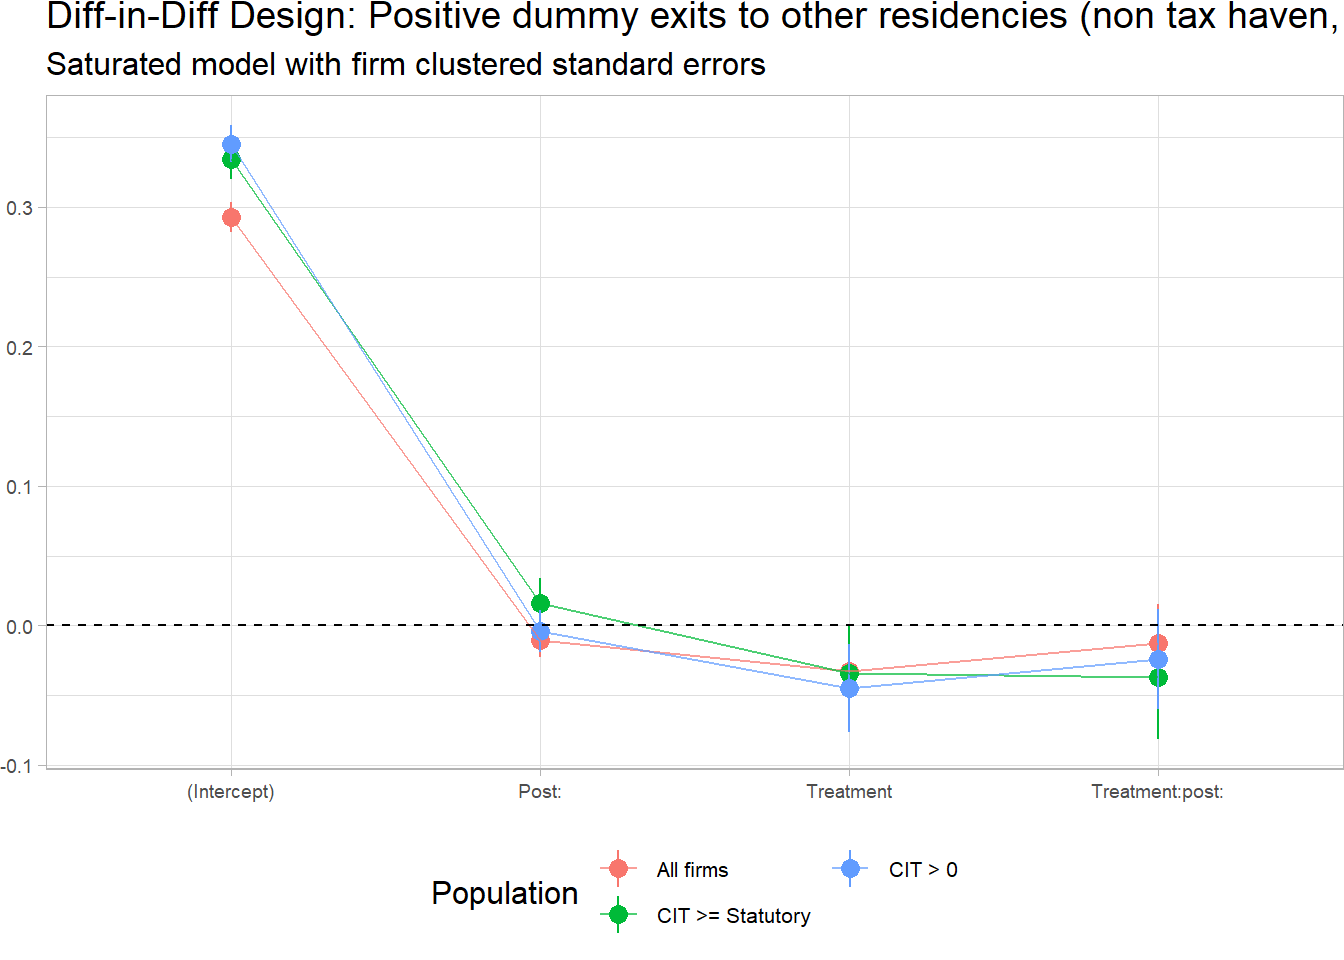 Diff-in-Diff Design: Positive dummy exits to other residencies (non tax haven,
Saturated model with firm clustered standard errors
0.3
0.2
0.1
0.0
-0.1
(Intercept) Post: Treatment Treatment:post:
Population
All firms CIT > 0
CIT >= Statutory